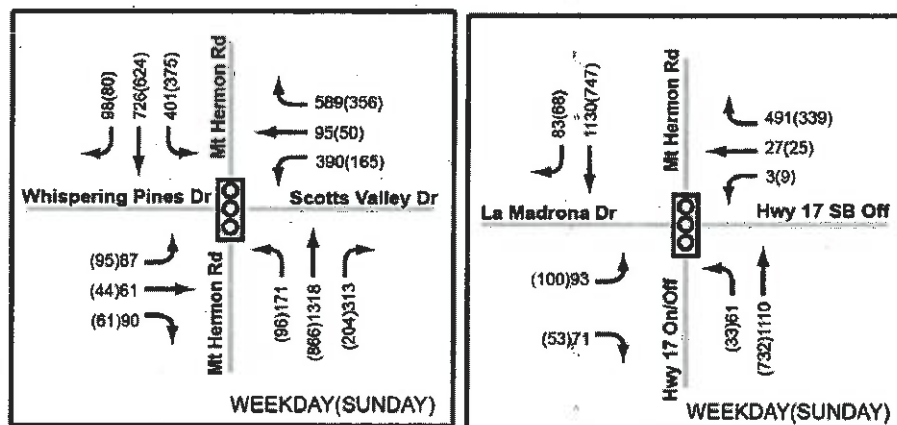 98(80)
726(624)
401(375)
Mt Hermon Rd
589(356)
95(50)
390(165)
Whispering Pines Dr
Scotts Valley Dr
(95)87
(44)61
(61)90
Mt Hermon Rd
(96)171
(866)1318
(204)313
WEEKDAY(SUNDAY)
83(68)
1130(747)
Mt Hermon Rd
491(339)
27(25)
3(9)
La Madrona Dr
Hwy 17 SB Off
(100)93
(53)71
Hwy 17 On/Off
(33)61
(732)1110
WEEKDAY(SUNDAY)